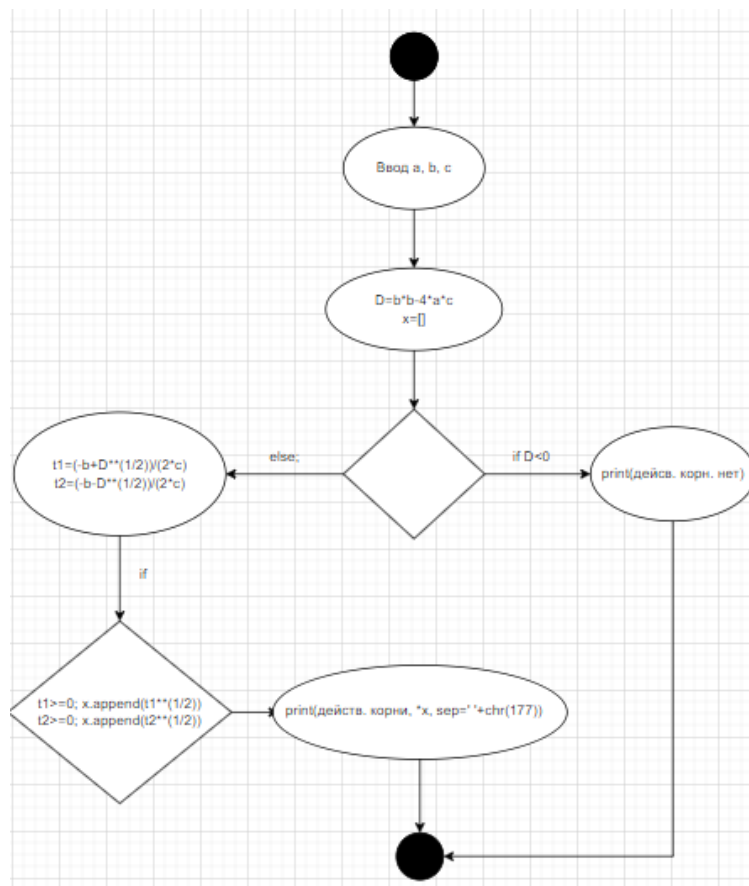 Ввод a, b, c
D=b*b-4*a*c
x=[]
else;
if D<0
t1=(-b+D**(1/2))/(2*c)
t2=(-b-D**(1/2))/(2*c)
print(дейсв. корн. нет)
if
t1>=0; x.append(t1**(1/2))
t2>=0; x.append(t2**(1/2))
print(действ. корни, *x, sep=' '+chr(177))